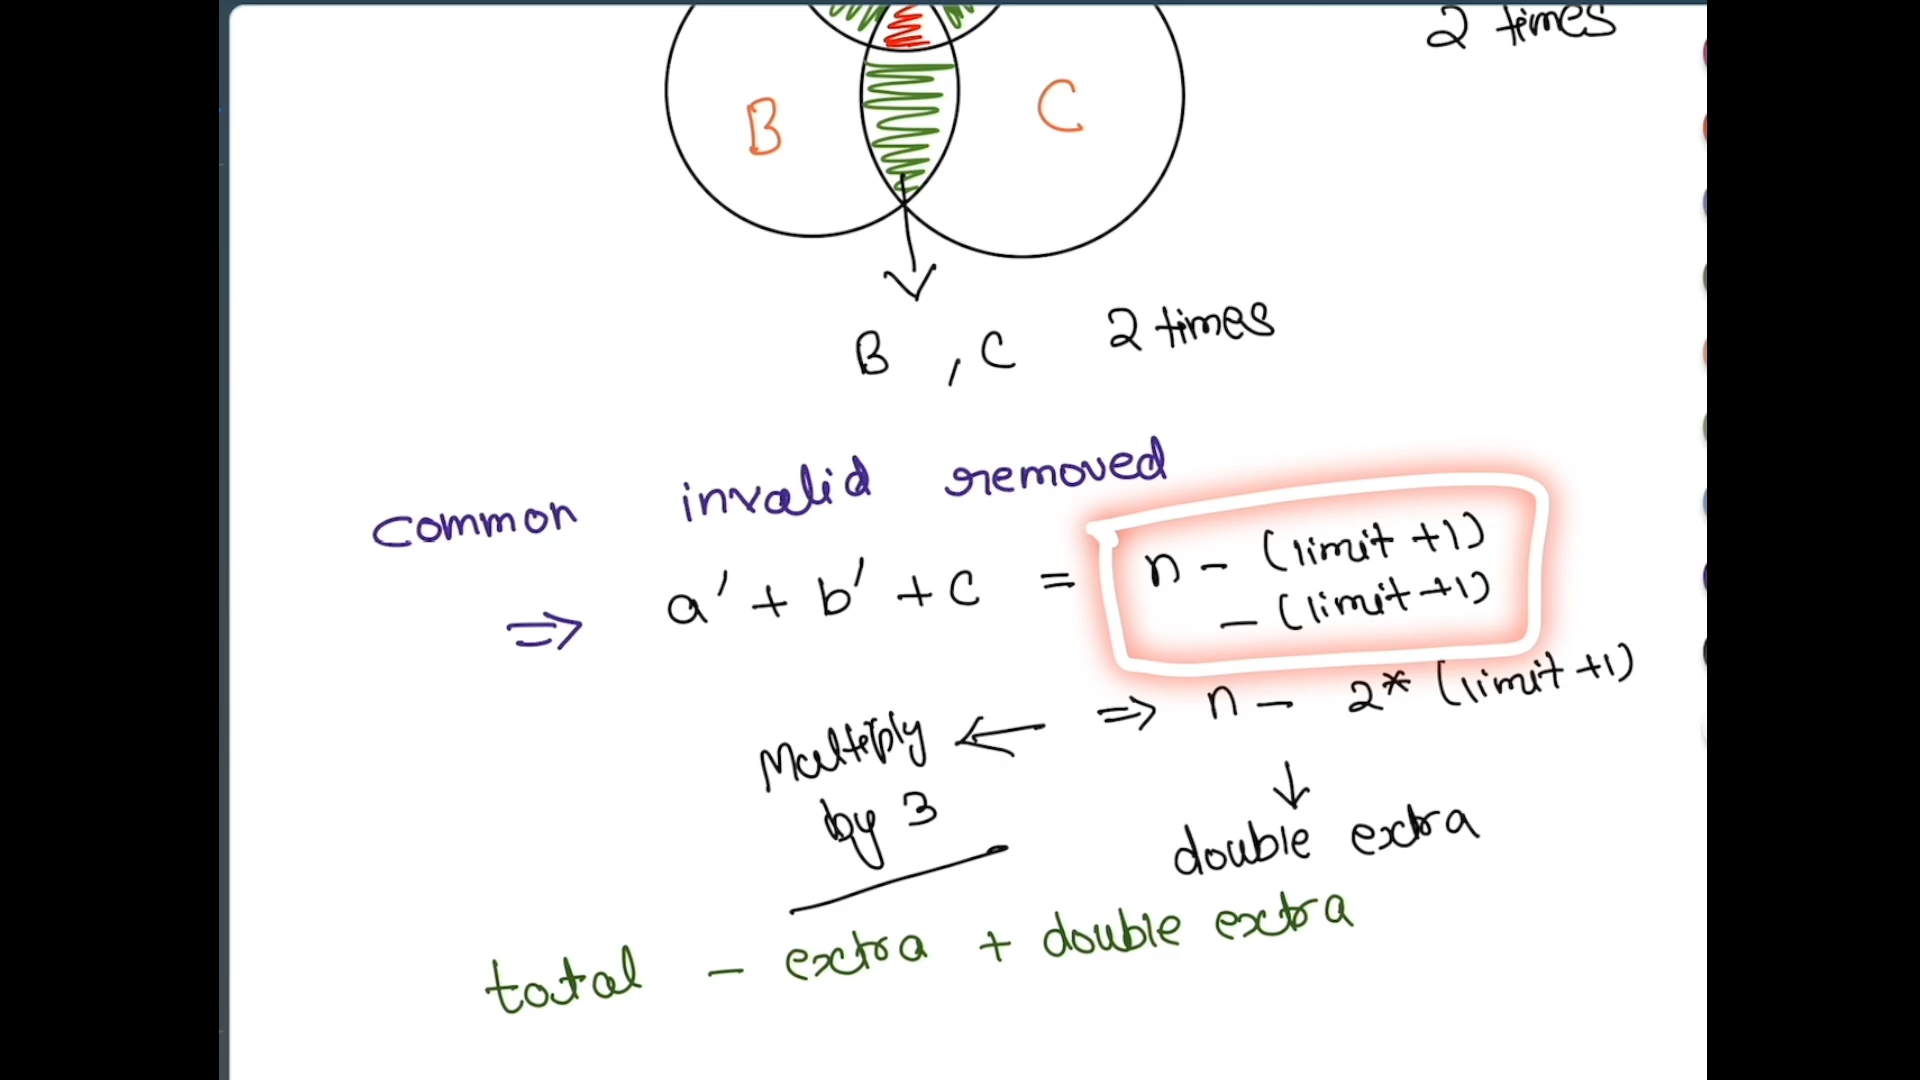 2 times
B C
B , C 2 times
common invalid removed
⇒ a' + b' + c = n - (limit +1)
- (limit +1)
Multiply ← ⇒ n - 2* (limit +1)
by 3 ↓
double extra
total - extra + double extra